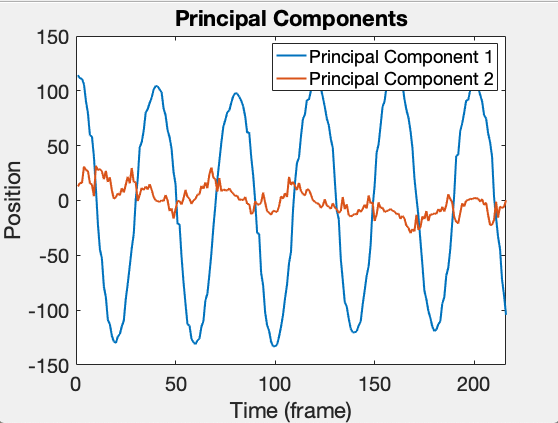 Principal Components
150
100
50
0
-50
-100
-150
Position
Principal Component 1
Principal Component 2
0
50
100
150
200
Time (frame)